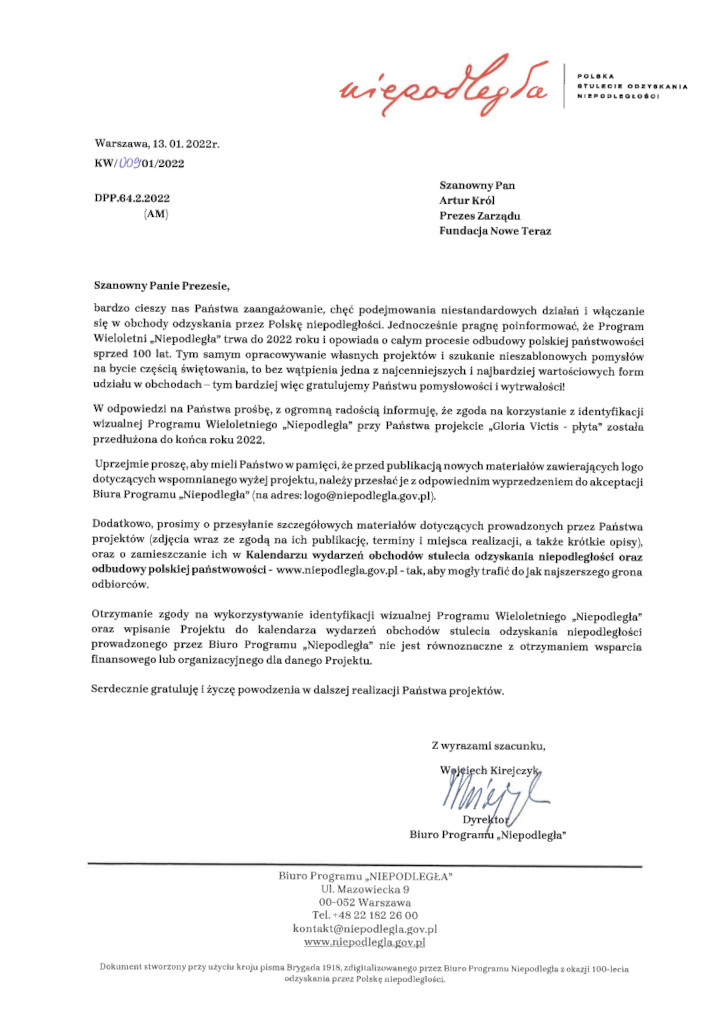 niepodległa
POLSKA
STULECIE ODZYSKANIA
NIEPODLEGŁOŚCI
Warszawa, 13. 01. 2022r.
KW/009/01/2022
DPP.64.2.2022
(AM)
Szanowny Pan
Artur Król
Prezes Zarządu
Fundacja Nowe Teraz
Szanowny Panie Prezesie,
bardzo cieszy nas Państwa zaangażowanie, chęć podejmowania niestandardowych działań i włączanie
się w obchody odzyskania przez Polskę niepodległości. Jednocześnie pragnę poinformować, że Program
Wieloletni „Niepodległa” trwa do 2022 roku i opowiada o całym procesie odbudowy polskiej państwowości
sprzed 100 lat. Tym samym opracowywanie własnych projektów i szukanie nieszablonowych pomysłów
na bycie częścią świętowania, to bez wątpienia jedna z najcenniejszych i najbardziej wartościowych form
udziału w obchodach – tym bardziej więc gratulujemy Państwu pomysłowości i wytrwałości!
W odpowiedzi na Państwa prośbę, z ogromną radością informuję, że zgoda na korzystanie z identyfikacji
wizualnej Programu Wieloletniego „Niepodległa” przy Państwa projekcie „Gloria Victis - płyta” została
przedłużona do końca roku 2022.
Uprzejmie proszę, aby mieli Państwo w pamięci, że przed publikacją nowych materiałów zawierających logo
dotyczących wspomnianego wyżej projektu, należy przesłać je z odpowiednim wyprzedzeniem do akceptacji
Biura Programu „Niepodległa” (na adres: logo@niepodlegla.gov.pl).
Dodatkowo, prosimy o przesyłanie szczegółowych materiałów dotyczących prowadzonych przez Państwa
projektów (zdjęcia wraz ze zgodą na ich publikację, terminy i miejsca realizacji, a także krótkie opisy),
oraz o zamieszczanie ich w Kalendarzu wydarzeń obchodów stulecia odzyskania niepodległości oraz
odbudowy polskiej państwowości - www.niepodlegla.gov.pl - tak, aby mogły trafić do jak najszerszego grona
odbiorców.
Otrzymanie zgody na wykorzystywanie identyfikacji wizualnej Programu Wieloletniego „Niepodległa”
oraz wpisanie Projektu do kalendarza wydarzeń obchodów stulecia odzyskania niepodległości
prowadzonego przez Biuro Programu „Niepodległa” nie jest równoznaczne z otrzymaniem wsparcia
finansowego lub organizacyjnego dla danego Projektu.
Serdecznie gratuluję i życzę powodzenia w dalszej realizacji Państwa projektów.
Z wyrazami szacunku,
Wojciech Kirejczyk
Dyrektor
Biuro Programu „Niepodległa”
Biuro Programu „NIEPODLEGŁA”
Ul. Mazowiecka 9
00-052 Warszawa
Tel. +48 22 182 26 00
kontakt@niepodlegla.gov.pl
www.niepodlegla.gov.pl
Dokument stworzony przy użyciu kroju pisma Brygada 1918, zdigitalizowanego przez Biuro Programu Niepodległa z okazji 100-lecia
odzyskania przez Polskę niepodległości.